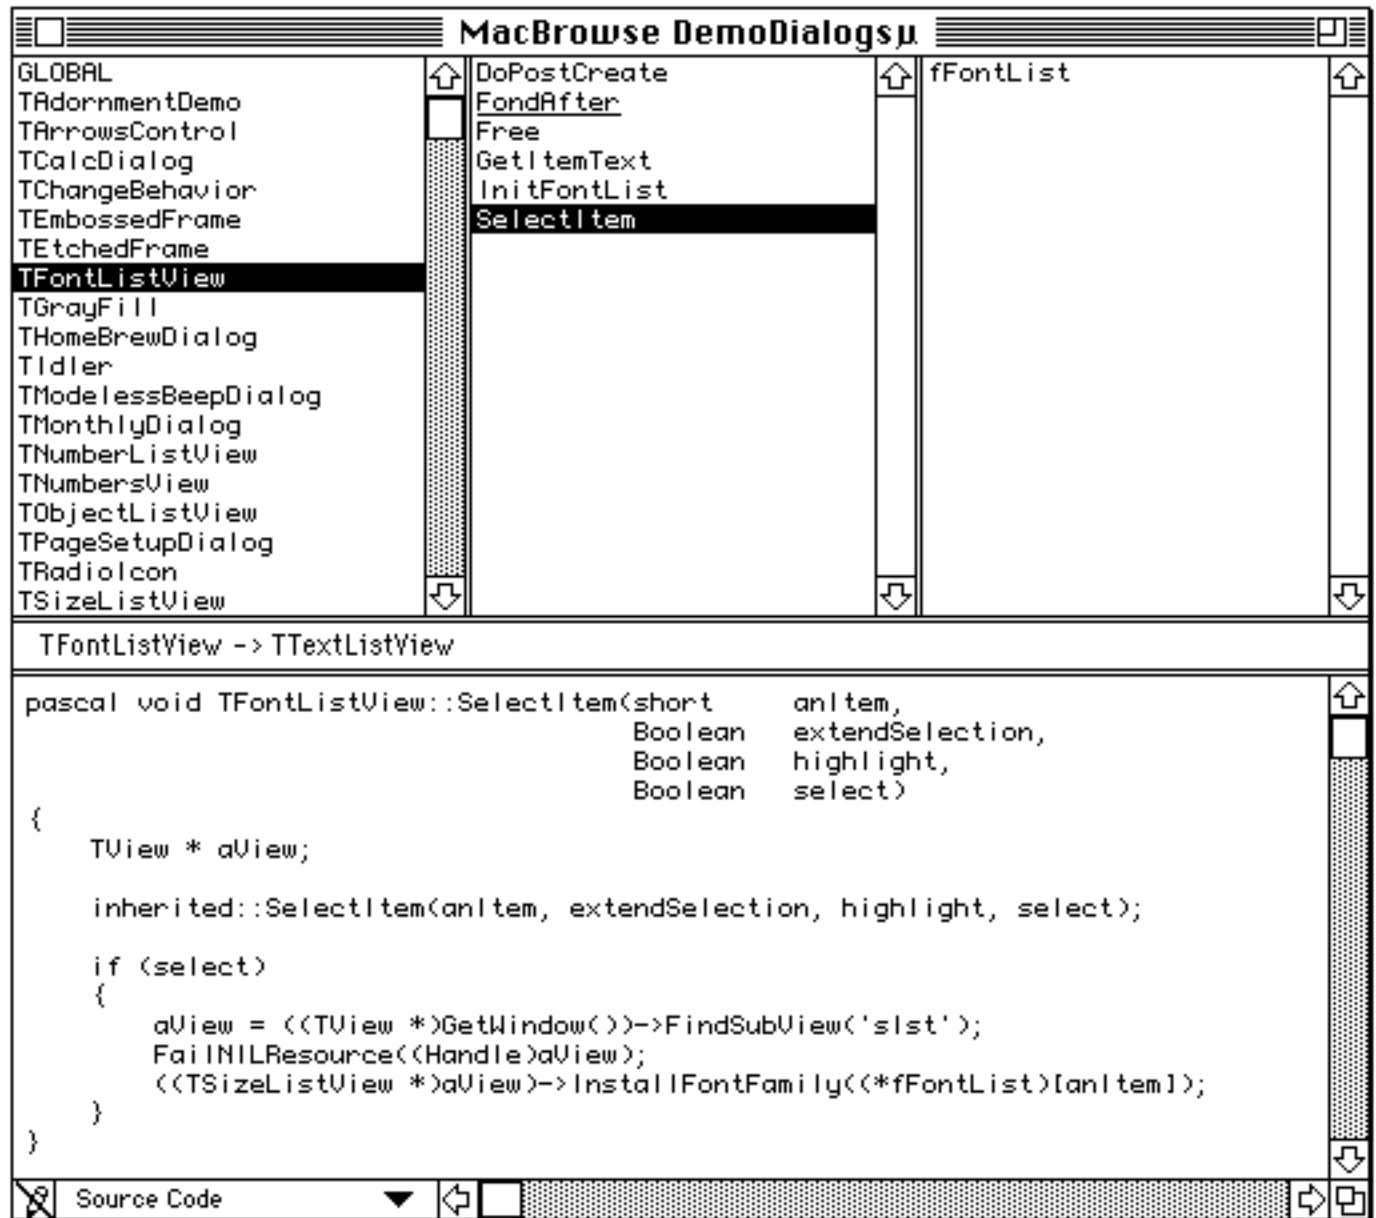 MacBrowse DemoDialogsµ
GLOBAL
TAdornmentDemo
TArrowsControl
TCalcDialog
TChangeBehavior
TEmbossedFrame
TEtchedFrame
TFontListView
TGrayFill
THomeBrewDialog
TIdler
TModelessBeepDialog
TMonthlyDialog
TNumberListView
TNumbersView
TObjectListView
TPageSetupDialog
TRadioIcon
TSizeListView
DoPostCreate
FondAfter
Free
GetItemText
InitFontList
SelectItem
fFontList
TFontListView -> TTextListView
pascal void TFontListView::SelectItem(short     anItem,
                                      Boolean   extendSelection,
                                      Boolean   highlight,
                                      Boolean   select)
{
    TView * aView;
    inherited::SelectItem(anItem, extendSelection, highlight, select);
    if (select)
    {
        aView = ((TView *)GetWindow())->FindSubView('slst');
        FailNILResource((Handle)aView);
        ((TSizeListView *)aView)->InstallFontFamily((*fFontList)[anItem]);
    }
}
Source Code